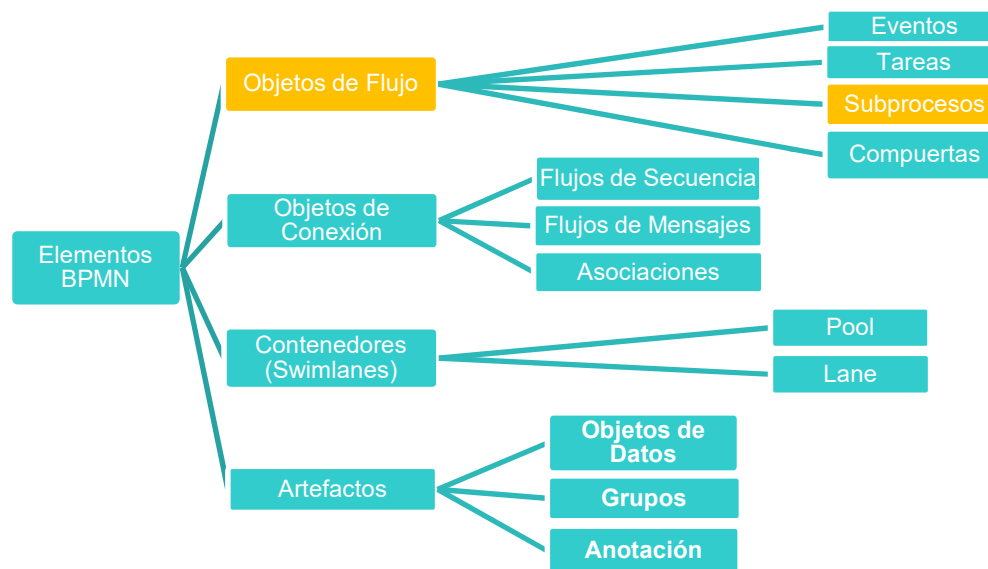 Elementos
BPMN
Objetos de Flujo
Eventos
Tareas
Subprocesos
Compuertas
Objetos de
Conexión
Flujos de Secuencia
Flujos de Mensajes
Asociaciones
Contenedores
(Swimlanes)
Pool
Lane
Artefactos
Objetos de
Datos
Grupos
Anotación